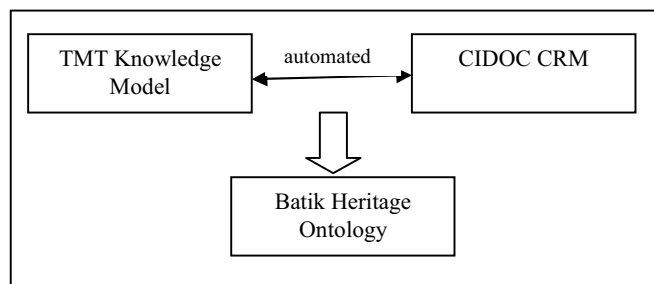 TMT Knowledge
Model
automated
CIDOC CRM
Batik Heritage
Ontology